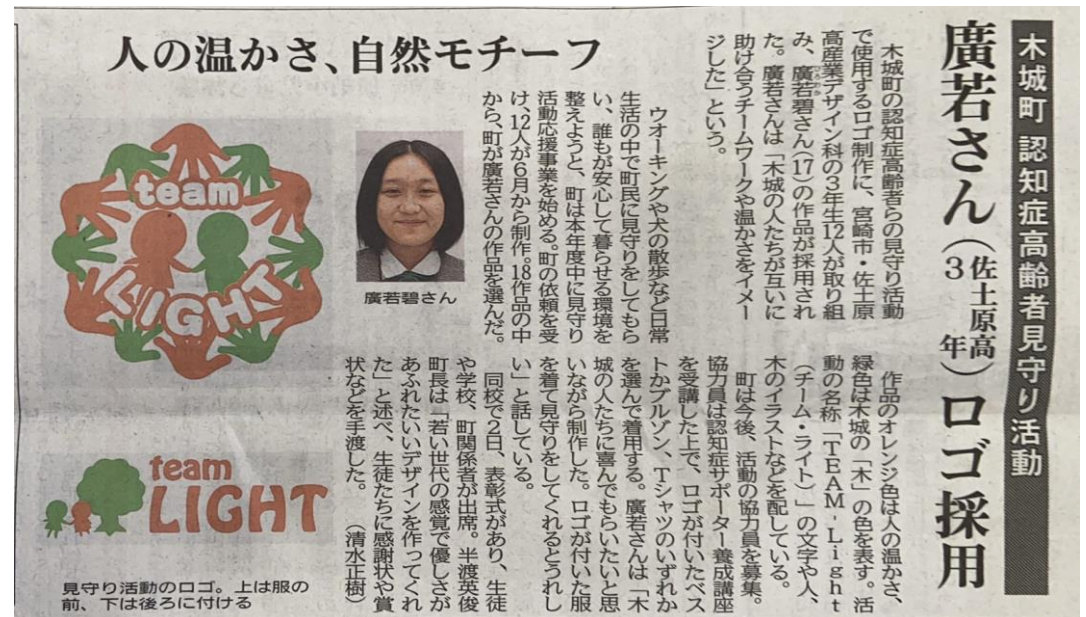 木城町 認知症高齢者見守り活動
廣若さん(佐土原高3年)ロゴ採用
人の温かさ、自然モチーフ
木城町の認知症高齢者らの見守り活動
で使用するロゴ制作に、宮崎市・佐土原
高産業デザイン科の3年生12人が取り組
み、廣若碧さん(17)の作品が採用され
た。廣若さんは「木城の人たちが互いに
助け合うチームワークや温かさをイメー
ジした」という。
ウオーキングや犬の散歩など日常
生活の中で町民に見守りをしてもら
い、誰もが安心して暮らせる環境を
整えようと、町は本年度中に見守り
活動応援事業を始める。町の依頼を受
け、12人が6月から制作。18作品の中
から、町が廣若さんの作品を選んだ。
作品のオレンジ色は人の温かさ、
緑色は木城の「木」の色を表す。活
動の名称「TEAM・Light
(チーム・ライト)」の文字や人、
木のイラストなどを配している。
町は今後、活動の協力員を募集。
協力員は認知症サポーター養成講座
を受講した上で、ロゴが付いたベス
トかブルゾン、Tシャツのいずれか
を選んで着用する。廣若さんは「木
城の人たちに喜んでもらいたいと思
いながら制作した。ロゴが付いた服
を着て見守りをしてくれるとうれし
い」と話している。
同校で2日、表彰式があり、生徒
や学校、町関係者が出席。半渡英俊
町長は「若い世代の感覚で優しさが
あふれたいいデザインを作ってくれ
た」と述べ、生徒たちに感謝状や賞
状などを手渡した。(清水正樹)
廣若碧さん
team
LIGHT
team
LIGHT
見守り活動のロゴ。上は服の
前、下は後ろに付ける